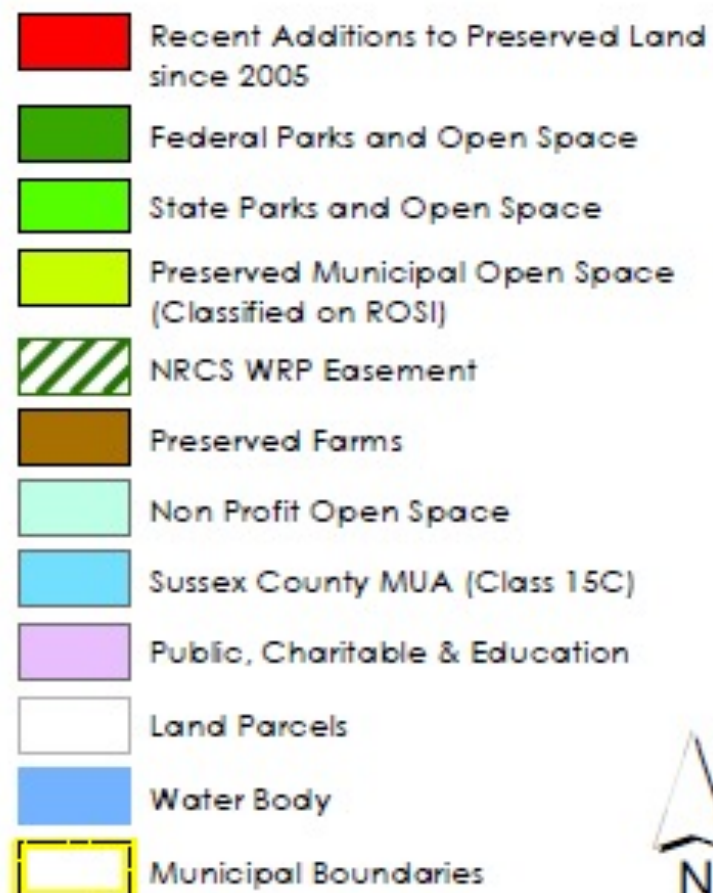 Recent Additions to Preserved Land
since 2005
Federal Parks and Open Space
State Parks and Open Space
Preserved Municipal Open Space
(Classified on ROSI)
NRCS WRP Easement
Preserved Farms
Non Profit Open Space
Sussex County MUA (Class 15C)
Public, Charitable & Education
Land Parcels
Water Body
Municipal Boundaries
N